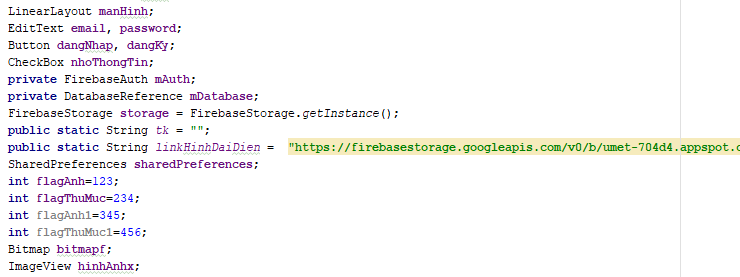 LinearLayout manHinh;
EditText email, password;
Button dangNhap, dangKy;
CheckBox nhoThongTin;
private FirebaseAuth mAuth;
private DatabaseReference mDatabase;
FirebaseStorage storage = FirebaseStorage.getInstance();
public static String tk = "";
public static String linkHinhDaiDien = "https://firebasestorage.googleapis.com/v0/b/umet-704d4.appspot.c
SharedPreferences sharedPreferences;
int flagAnh=123;
int flagThuMuc=234;
int flagAnh1=345;
int flagThuMuc1=456;
Bitmap bitmapf;
ImageView hinhAnhx;